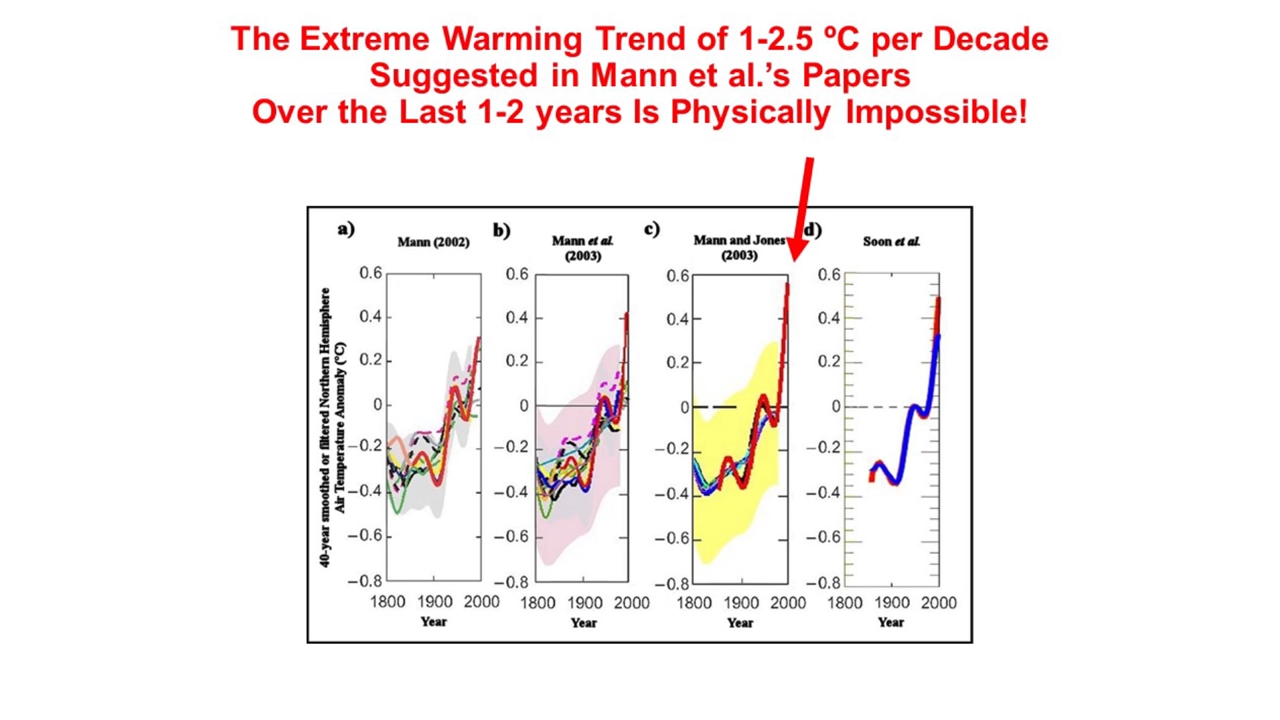 The Extreme Warming Trend of 1-2.5 ºC per Decade
Suggested in Mann et al.’s Papers
Over the Last 1-2 years Is Physically Impossible!
a)
Mann (2002)
b)
Mann et al.
(2003)
c)
Mann and Jones
(2003)
d)
Soon et al.
40-year smoothed or filtered Northern Hemisphere
Air Temperature Anomaly (°C)
0.6
0.4
0.2
0
−0.2
−0.4
−0.6
−0.8
1800 1900 2000
Year
0.6
0.4
0.2
0
−0.2
−0.4
−0.6
−0.8
1800 1900 2000
Year
0.6
0.4
0.2
0
−0.2
−0.4
−0.6
−0.8
1800 1900 2000
Year
0.6
0.4
0.2
0
−0.2
−0.4
−0.6
−0.8
1800 1900 2000
Year